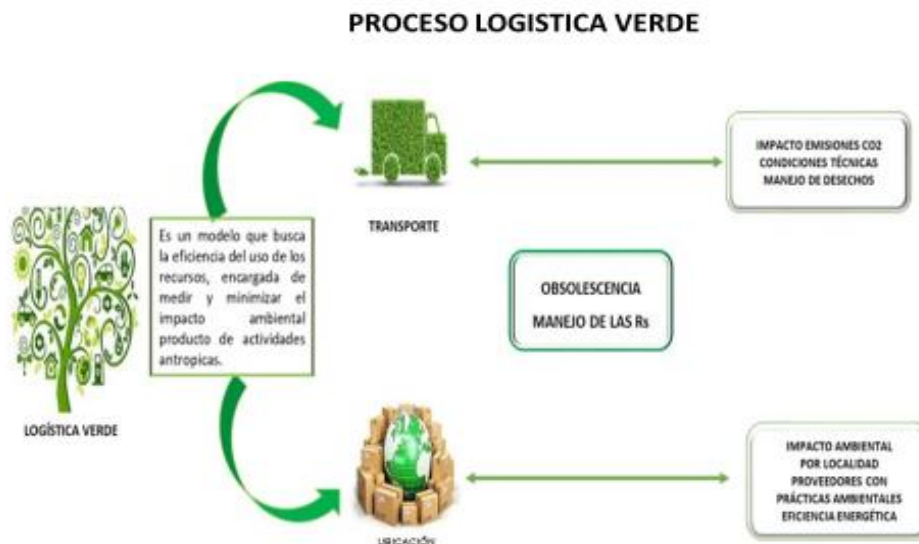 PROCESO LOGISTICA VERDE
IMPACTO EMISIONES CO2
CONDICIONES TÉCNICAS
MANEJO DE DESECHOS
TRANSPORTE
Es un modelo que busca
la eficiencia del uso de los
recursos, encargada de
medir y minimizar el
impacto ambiental
producto de actividades
antropicas.
OBSOLESCENCIA
MANEJO DE LAS Rs
LOGÍSTICA VERDE
IMPACTO AMBIENTAL
POR LOCALIDAD
PROVEEDORES CON
PRÁCTICAS AMBIENTALES
EFICIENCIA ENERGÉTICA
UBICACIÓN